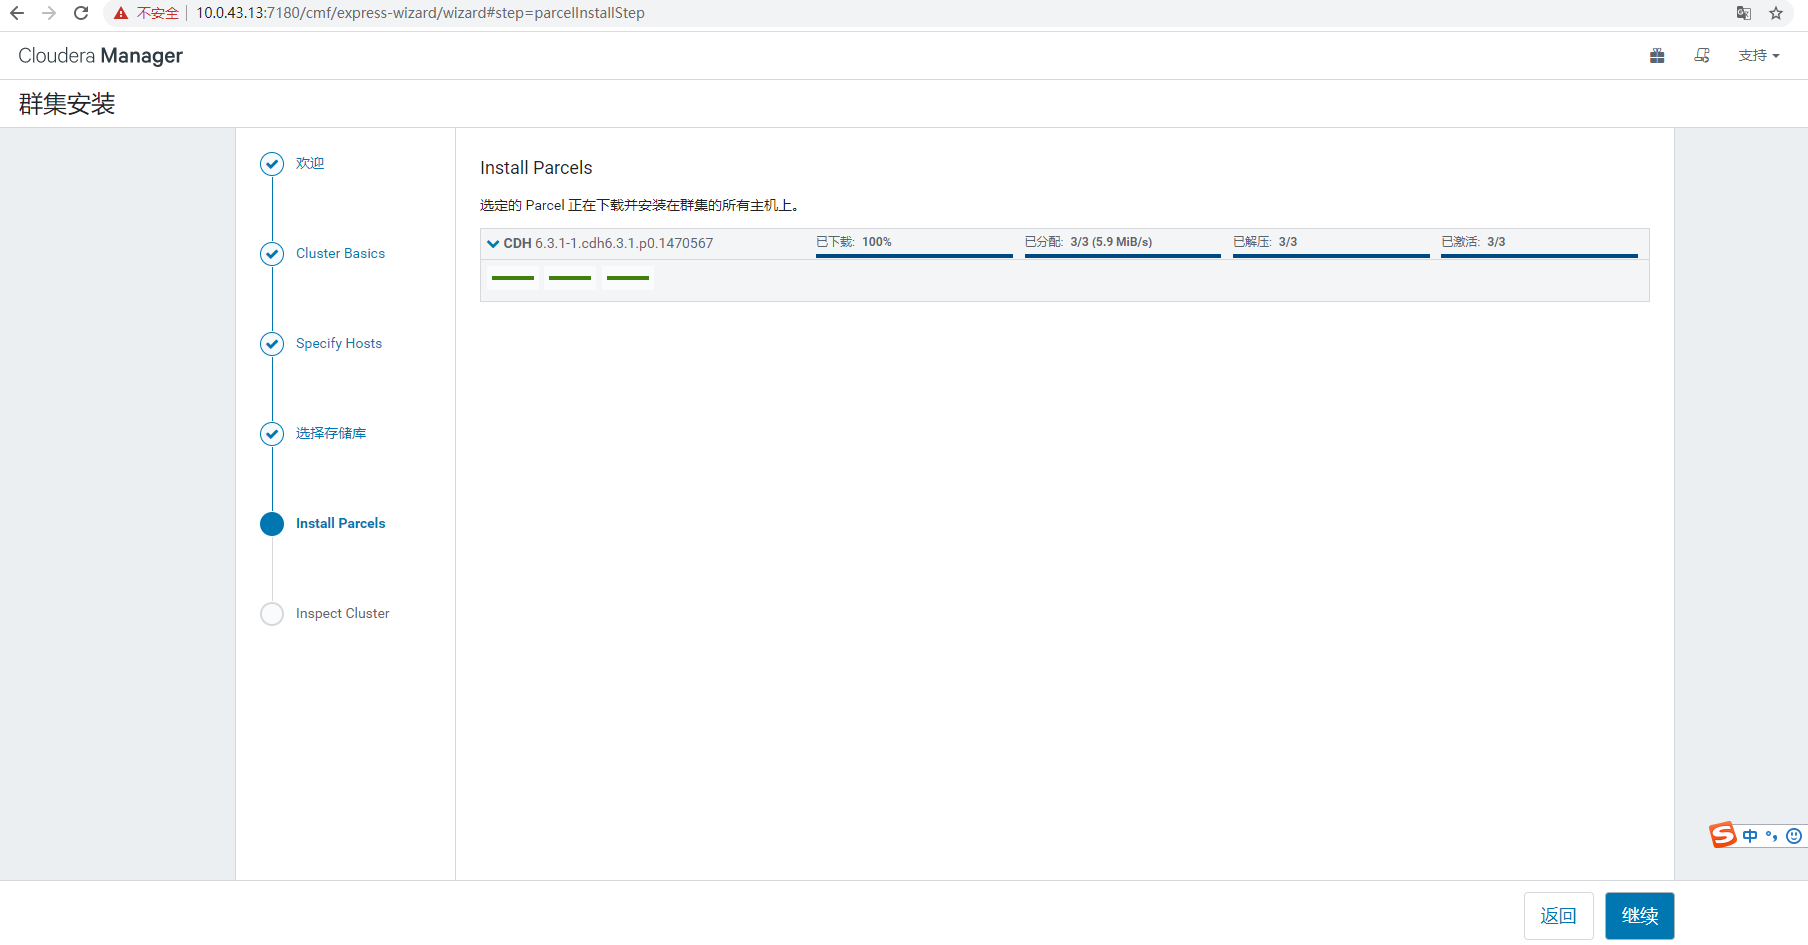 不安全 10.0.43.13:7180/cmf/express-wizard/wizard#step=parcelInstallStep
Cloudera Manager
支持
群集安装
欢迎
Cluster Basics
Specify Hosts
选择存储库
Install Parcels
Inspect Cluster
Install Parcels
选定的 Parcel 正在下载并安装在群集的所有主机上。
CDH 6.3.1-1.cdh6.3.1.p0.1470567 已下载: 100% 已分配: 3/3 (5.9 MiB/s) 已解压: 3/3 已激活: 3/3
中
返回 继续